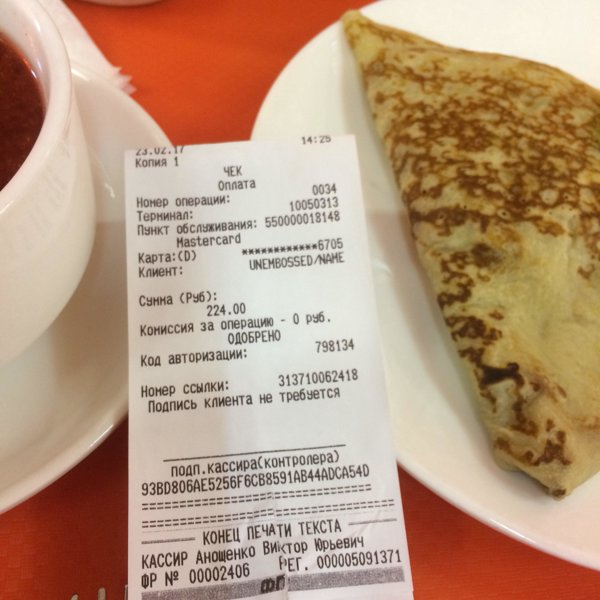 23.02.17 14:25
Копия 1
ЧЕК
Оплата
Номер операции: 0034
Терминал: 10050313
Пункт обслуживания: 550000018148
Mastercard
Карта:(D) ************6705
Клиент: UNEMBOSSED/NAME
Сумма (Руб):
224.00
Комиссия за операцию - 0 руб.
ОДОБРЕНО
Код авторизации: 798134
Номер ссылки: 313710062418
Подпись клиента не требуется
подп.кассира(контролера)
93BD806AE5256F6CB8591AB44ADCA54D
================================
================================
КОНЕЦ ПЕЧАТИ ТЕКСТА
КАССИР Анощенко Виктор Юрьевич
ФР № 00002406 РЕГ. 000005091371
ФП